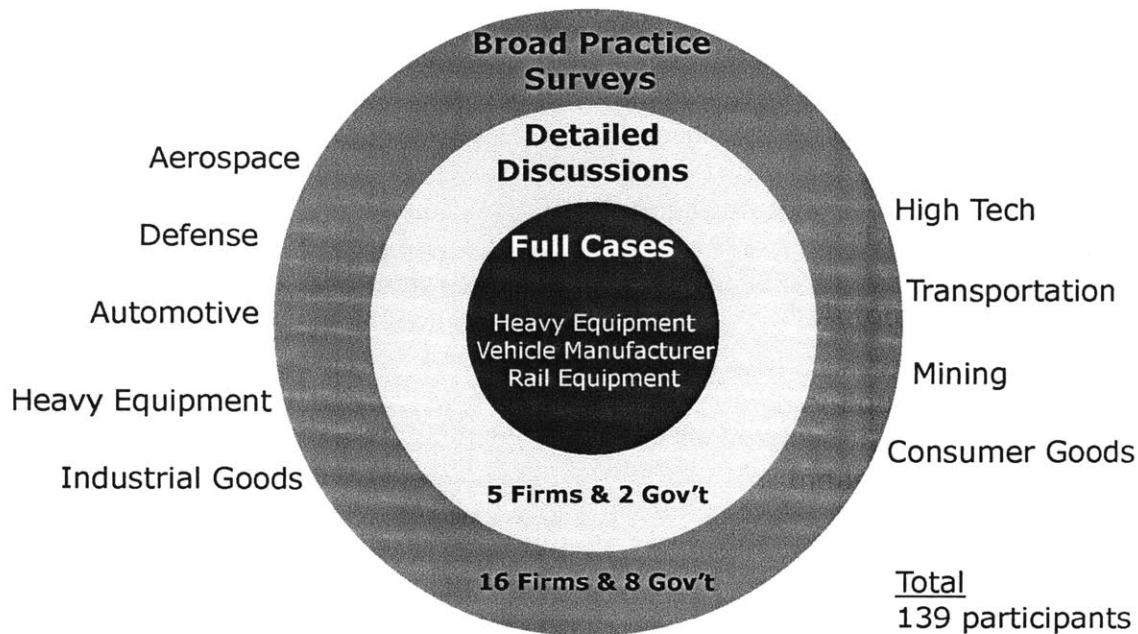 Broad Practice
Surveys
Detailed
Discussions
Full Cases
Heavy Equipment
Vehicle Manufacturer
Rail Equipment
5 Firms & 2 Gov't
16 Firms & 8 Gov't
Aerospace
Defense
Automotive
Heavy Equipment
Industrial Goods
High Tech
Transportation
Mining
Consumer Goods
Total
139 participants